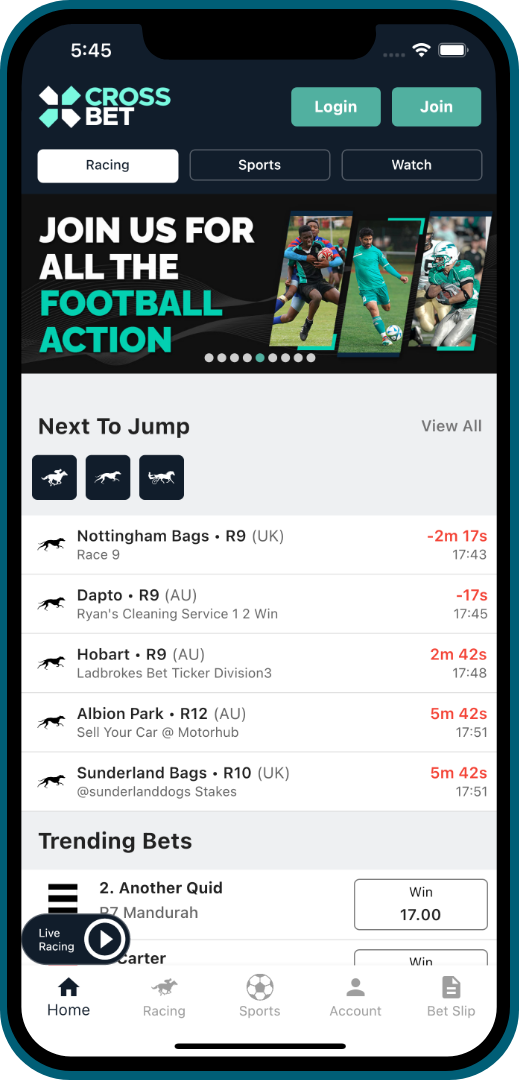 5:45
CROSS
BET
Login
Join
Racing
Sports
Watch
JOIN US FOR
ALL THE
FOOTBALL
ACTION
Next To Jump
View All
Nottingham Bags • R9 (UK)
-2m 17s
Race 9
17:43
Dapto • R9 (AU)
-17s
Ryan's Cleaning Service 1 2 Win
17:45
Hobart • R9 (AU)
2m 42s
Ladbrokes Bet Ticker Division3
17:48
Albion Park • R12 (AU)
5m 42s
Sell Your Car @ Motorhub
17:51
Sunderland Bags • R10 (UK)
5m 42s
@sunderlanddogs Stakes
17:51
Trending Bets
2. Another Quid
Win
R7 Mandurah
17.00
Live
Racing
Carter
Win
Home
Racing
Sports
Account
Bet Slip